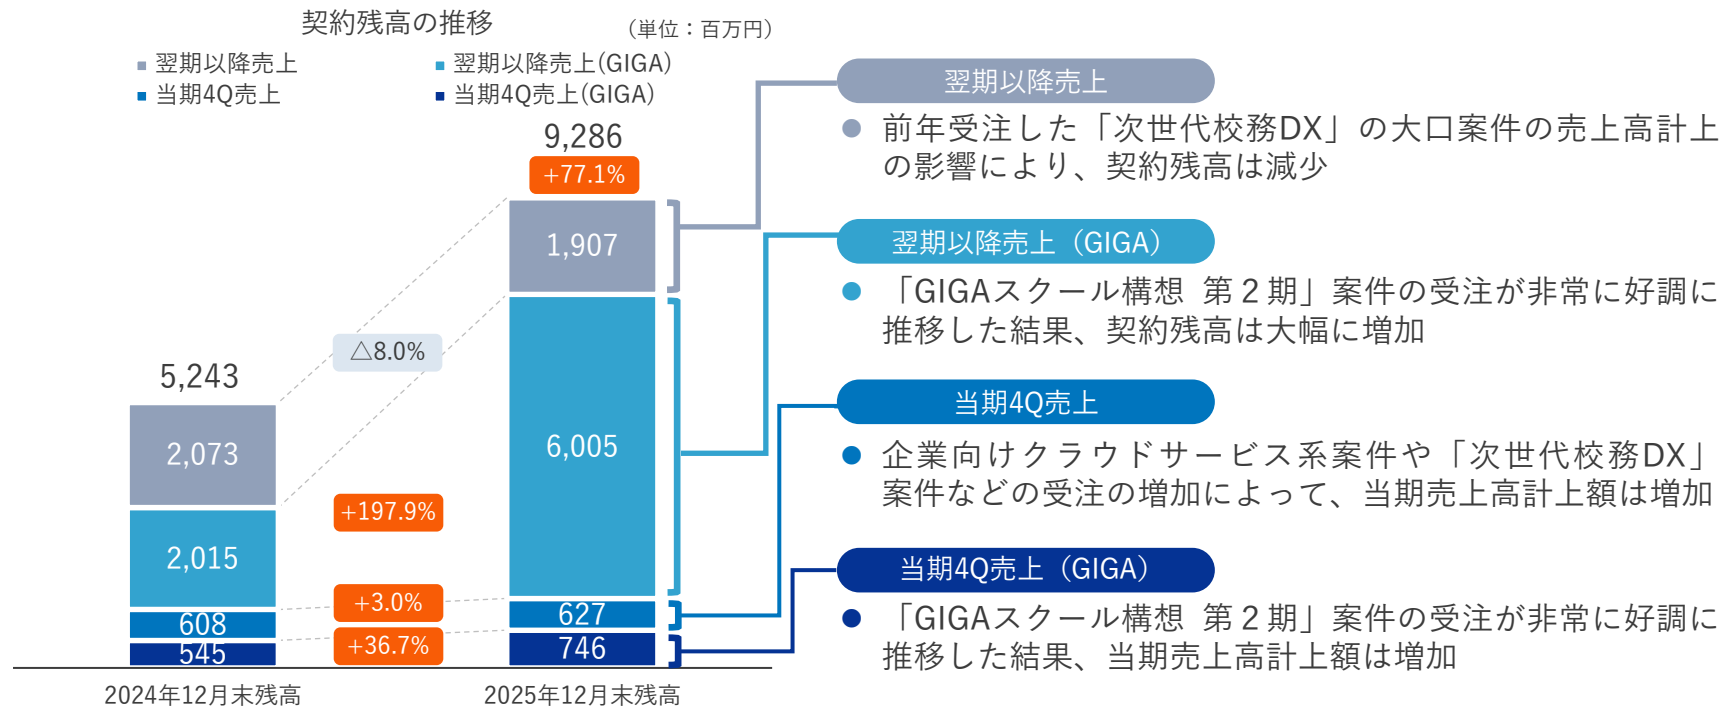 契約残高の推移
（単位：百万円）
翌期以降売上
翌期以降売上(GIGA)
当期4Q売上
当期4Q売上(GIGA)
9,286
+77.1%
1,907
6,005
627
746
△8.0%
+197.9%
+3.0%
+36.7%
5,243
2,073
2,015
608
545
2024年12月末残高
2025年12月末残高
翌期以降売上
● 前年受注した「次世代校務DX」の大口案件の売上高計上
の影響により、契約残高は減少
翌期以降売上（GIGA）
● 「GIGAスクール構想 第２期」案件の受注が非常に好調に
推移した結果、契約残高は大幅に増加
当期4Q売上
● 企業向けクラウドサービス系案件や「次世代校務DX」
案件などの受注の増加によって、当期売上高計上額は増加
当期4Q売上（GIGA）
● 「GIGAスクール構想 第２期」案件の受注が非常に好調に
推移した結果、当期売上高計上額は増加